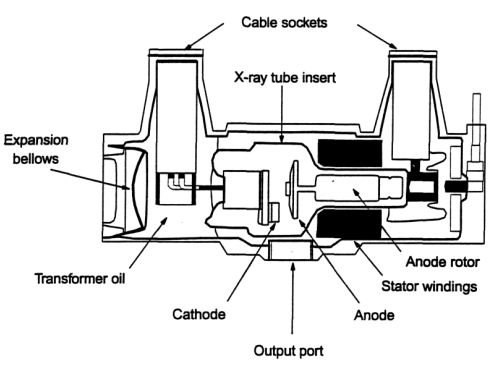 Cable sockets
X-ray tube insert
Expansion
bellows
Transformer oil
Anode rotor
Stator windings
Cathode
Anode
Output port